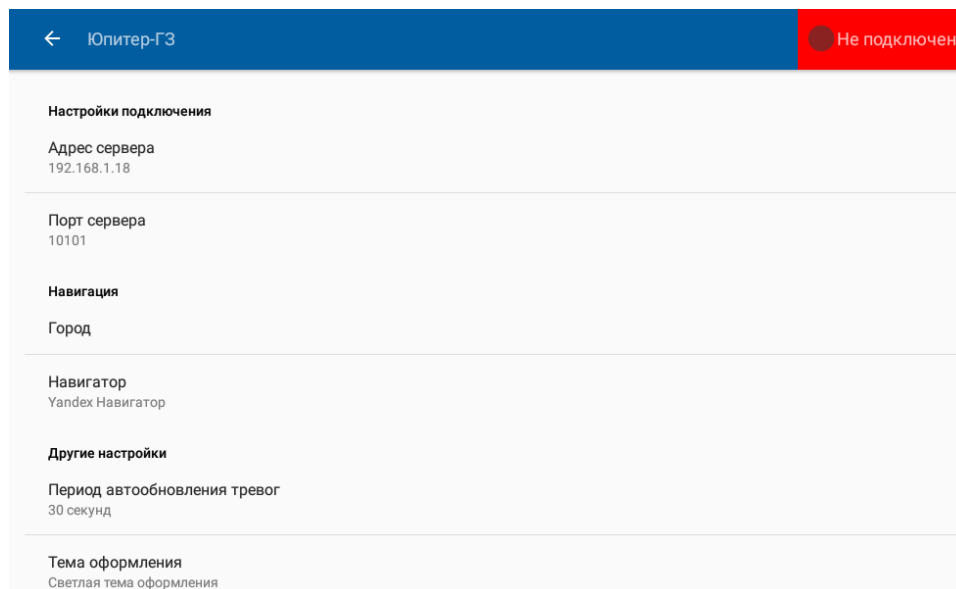 Юпитер-ГЗ
Не подключен
Настройки подключения
Адрес сервера
192.168.1.18
Порт сервера
10101
Навигация
Город
Навигатор
Yandex Навигатор
Другие настройки
Период автообновления тревог
30 секунд
Тема оформления
Светлая тема оформления